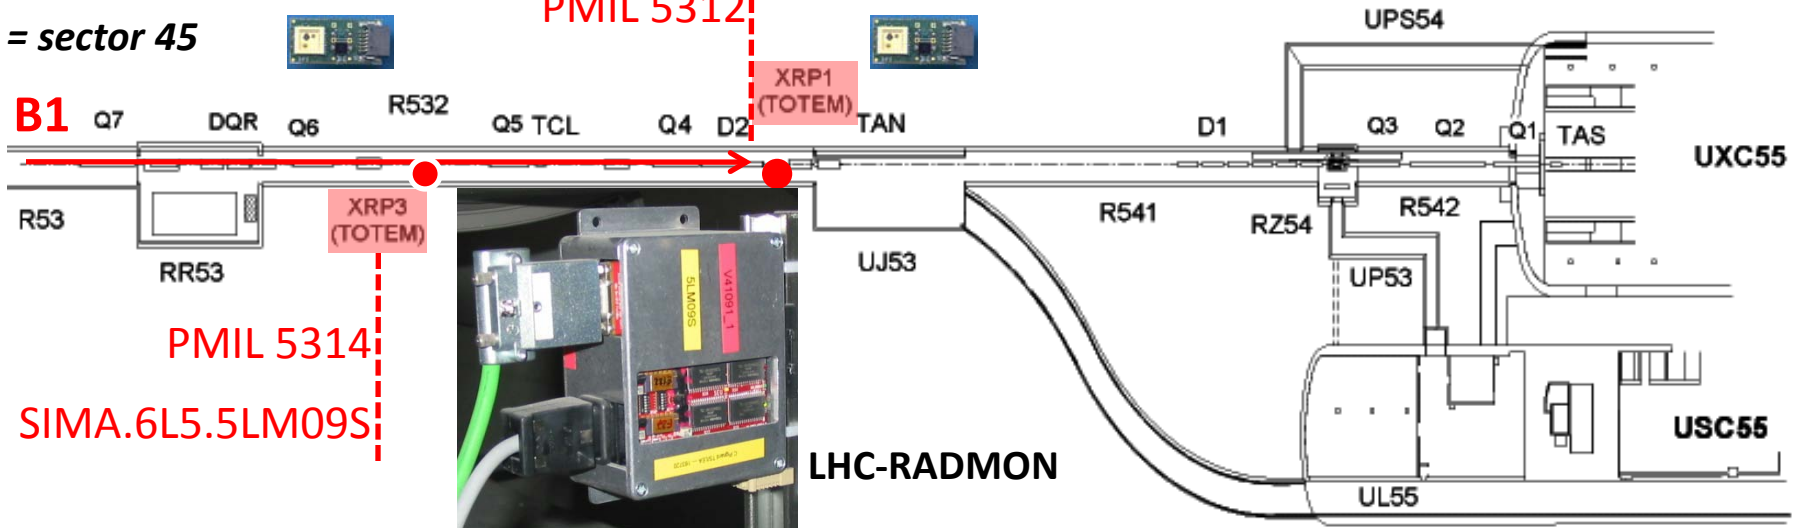 PMIL 5312
UPS54
= sector 45
XRP1
(TOTEM)
B1
Q7
DQR
Q6
R532
Q5 TCL
Q4
D2
TAN
D1
Q3
Q2
Q1
TAS
UXC55
R53
XRP3
(TOTEM)
R541
RZ54
R542
RR53
UJ53
UP53
PMIL 5314
SIMA.6L5.5LM09S
5LM09S
V41091_1
LHC-RADMON
USC55
UL55